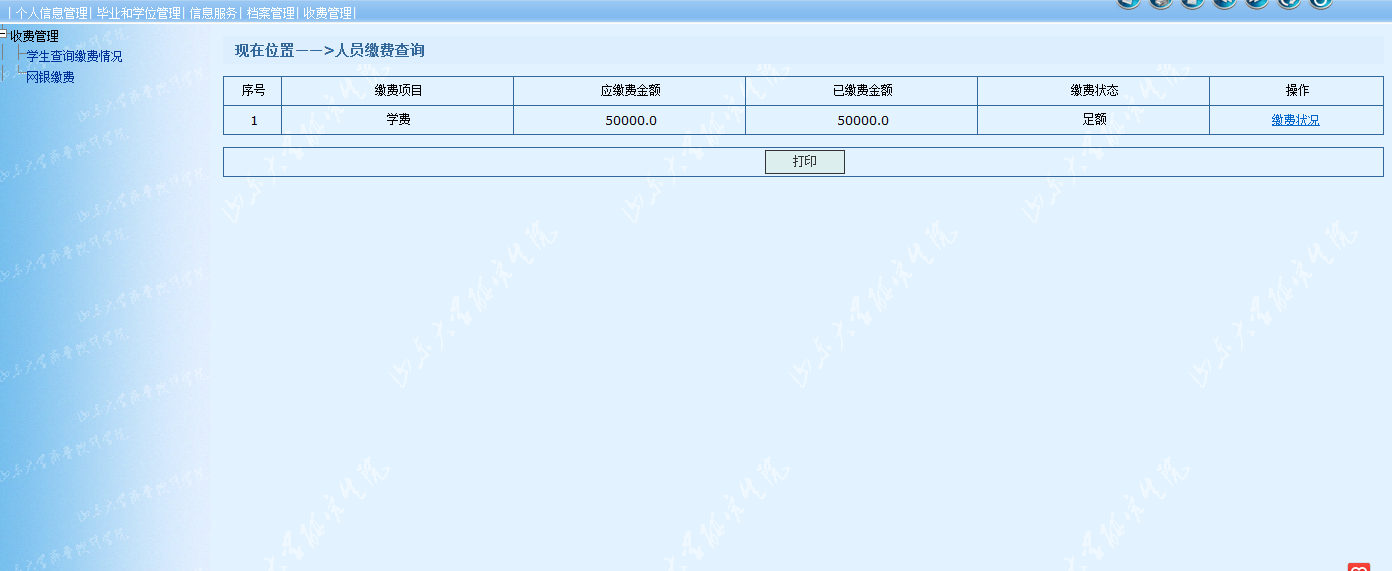 | 个人信息管理| 毕业和学位管理| 信息服务| 档案管理| 收费管理|
收费管理
学生查询缴费情况
网银缴费
现在位置——>人员缴费查询
序号 缴费项目 应缴费金额 已缴费金额 缴费状态 操作
1 学费 50000.0 50000.0 足额 缴费状况
打印